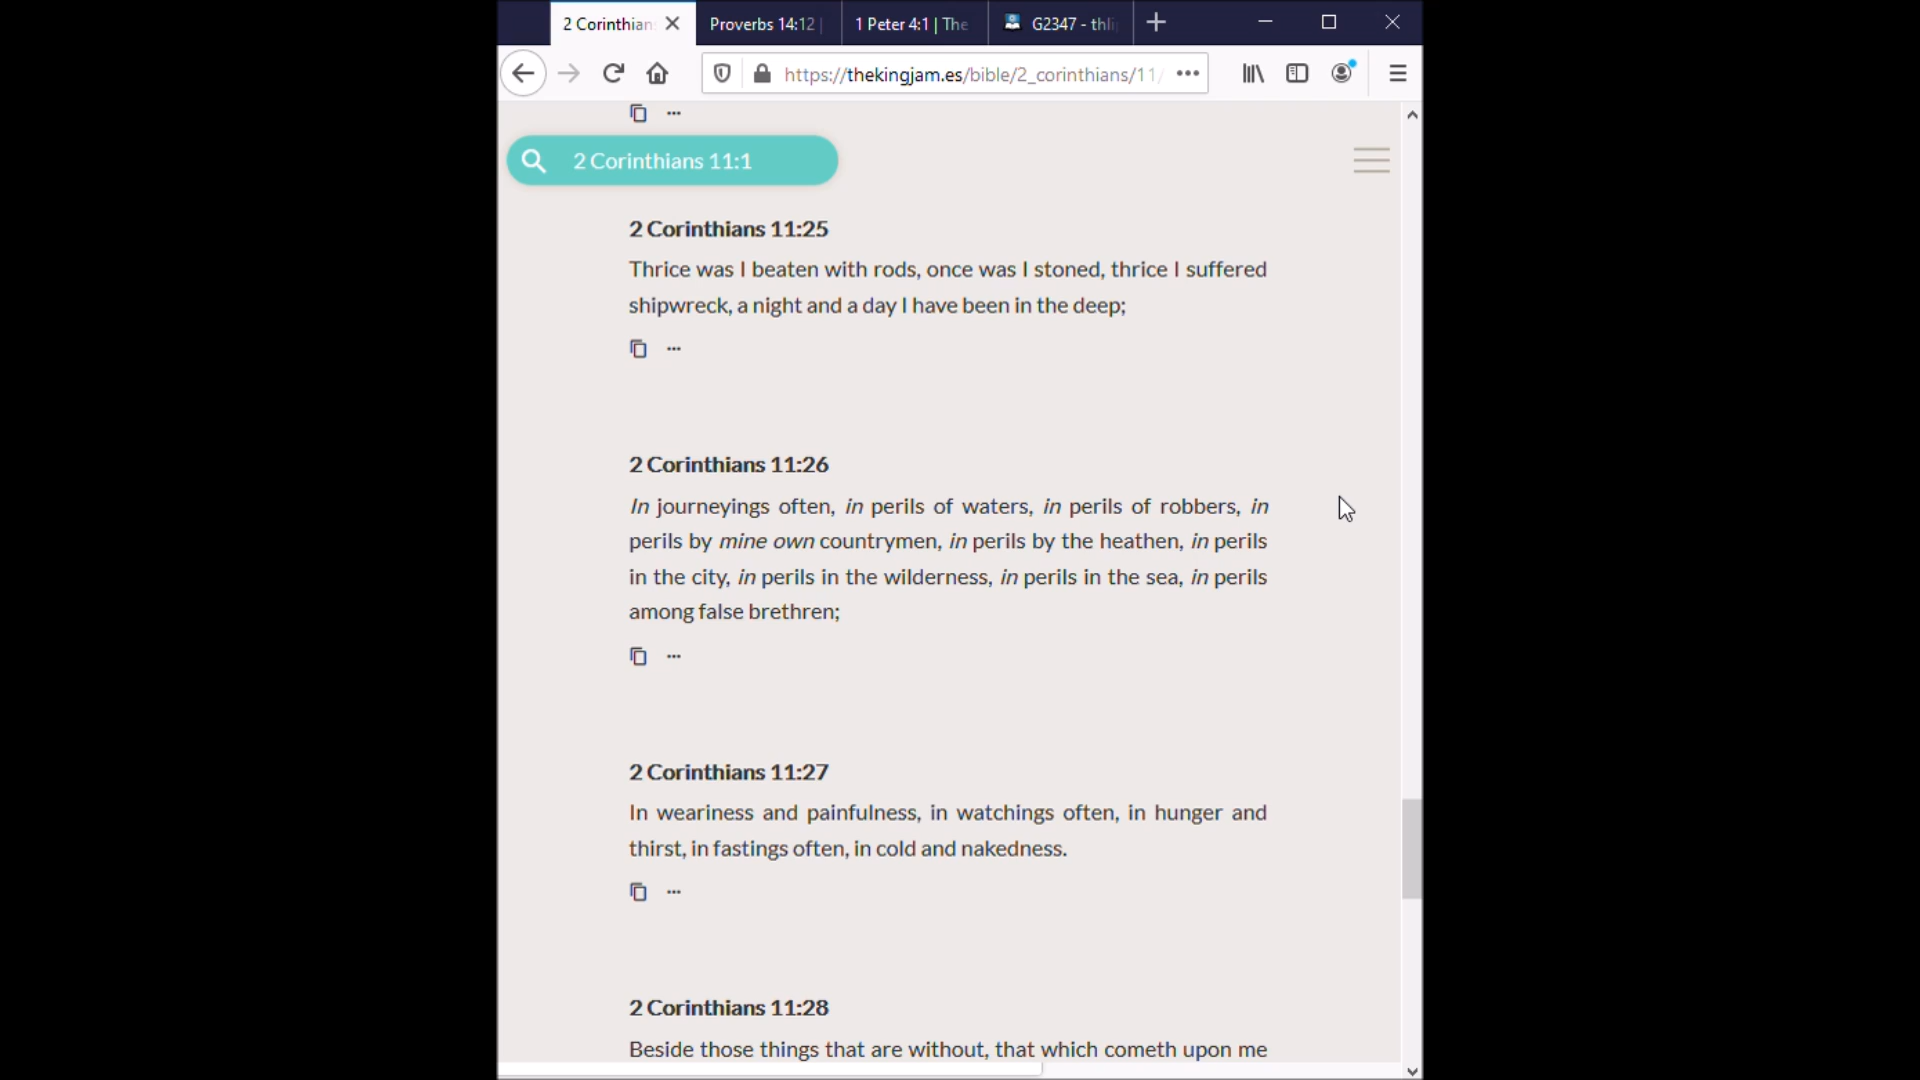 2 Corinthian
Proverbs 14:12
1 Peter 4:1 | The
G2347 - thli
https://thekingjam.es/bible/2_corinthians/11/
2 Corinthians 11:1
2 Corinthians 11:25
Thrice was I beaten with rods, once was I stoned, thrice I suffered
shipwreck, a night and a day I have been in the deep;
2 Corinthians 11:26
In journeyings often, in perils of waters, in perils of robbers, in
perils by mine own countrymen, in perils by the heathen, in perils
in the city, in perils in the wilderness, in perils in the sea, in perils
among false brethren;
2 Corinthians 11:27
In weariness and painfulness, in watchings often, in hunger and
thirst, in fastings often, in cold and nakedness.
2 Corinthians 11:28
Beside those things that are without, that which cometh upon me